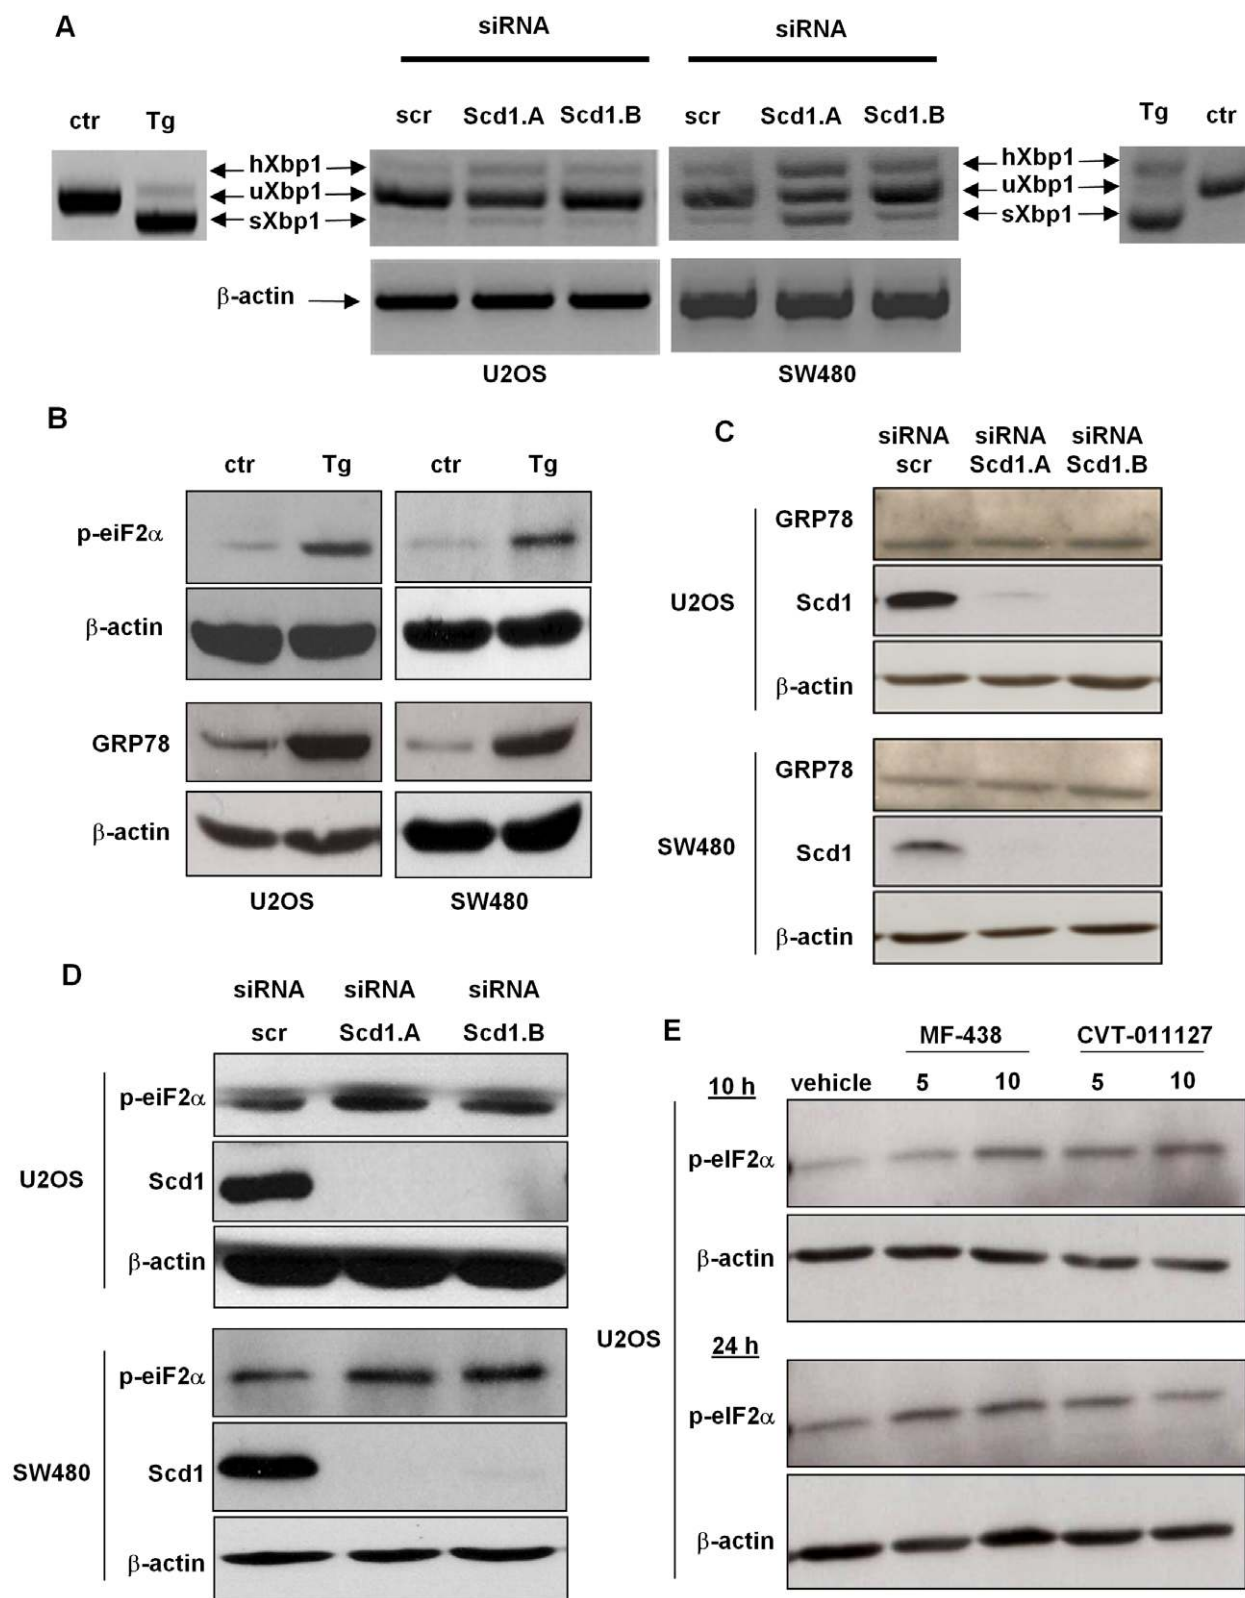 A
siRNA siRNA
ctr Tg scr Scd1.A Scd1.B scr Scd1.A Scd1.B Tg ctr
hXbp1 hXbp1
uXbp1 uXbp1
sXbp1 sXbp1
β-actin
U2OS SW480
B
ctr Tg ctr Tg
p-eiF2α
β-actin
GRP78
β-actin
U2OS SW480
C
siRNA siRNA siRNA
scr Scd1.A Scd1.B
GRP78
U2OS Scd1
β-actin
GRP78
SW480 Scd1
β-actin
D
siRNA siRNA siRNA
scr Scd1.A Scd1.B
p-eiF2α
U2OS Scd1
β-actin
p-eiF2α
SW480 Scd1
β-actin
E
MF-438 CVT-011127
10 h vehicle 5 10 5 10
p-eIF2α
β-actin
U2OS
24 h
p-eIF2α
β-actin